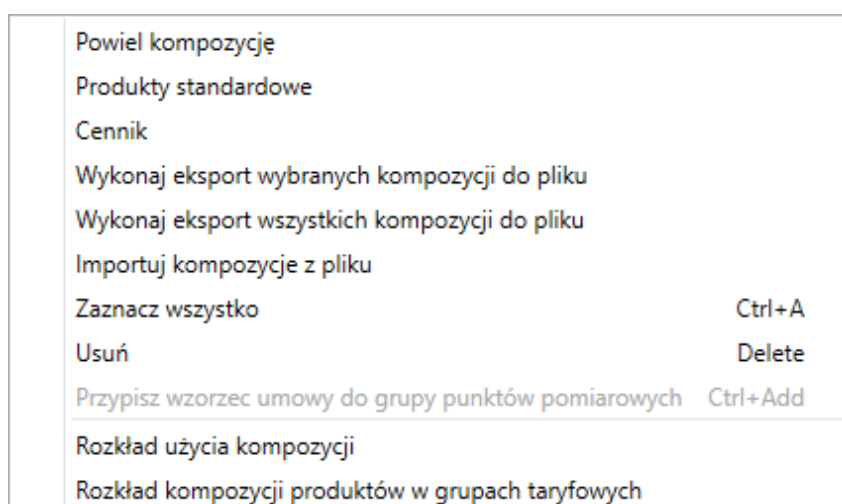 Powiel kompozycję
Produkty standardowe
Cennik
Wykonaj eksport wybranych kompozycji do pliku
Wykonaj eksport wszystkich kompozycji do pliku
Importuj kompozycje z pliku
Zaznacz wszystko Ctrl+A
Usuń Delete
Przypisz wzorzec umowy do grupy punktów pomiarowych Ctrl+Add
Rozkład użycia kompozycji
Rozkład kompozycji produktów w grupach taryfowych